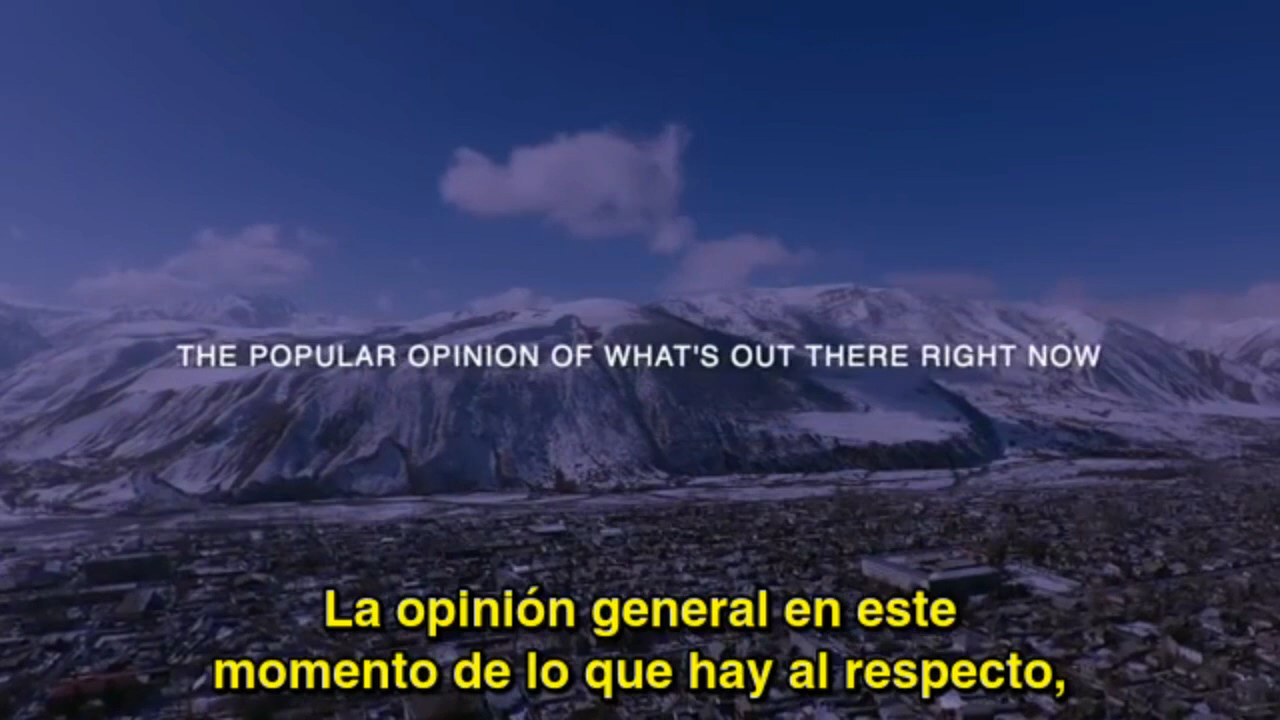 THE POPULAR OPINION OF WHAT'S OUT THERE RIGHT NOW
La opinión general en este
momento de lo que hay al respecto,